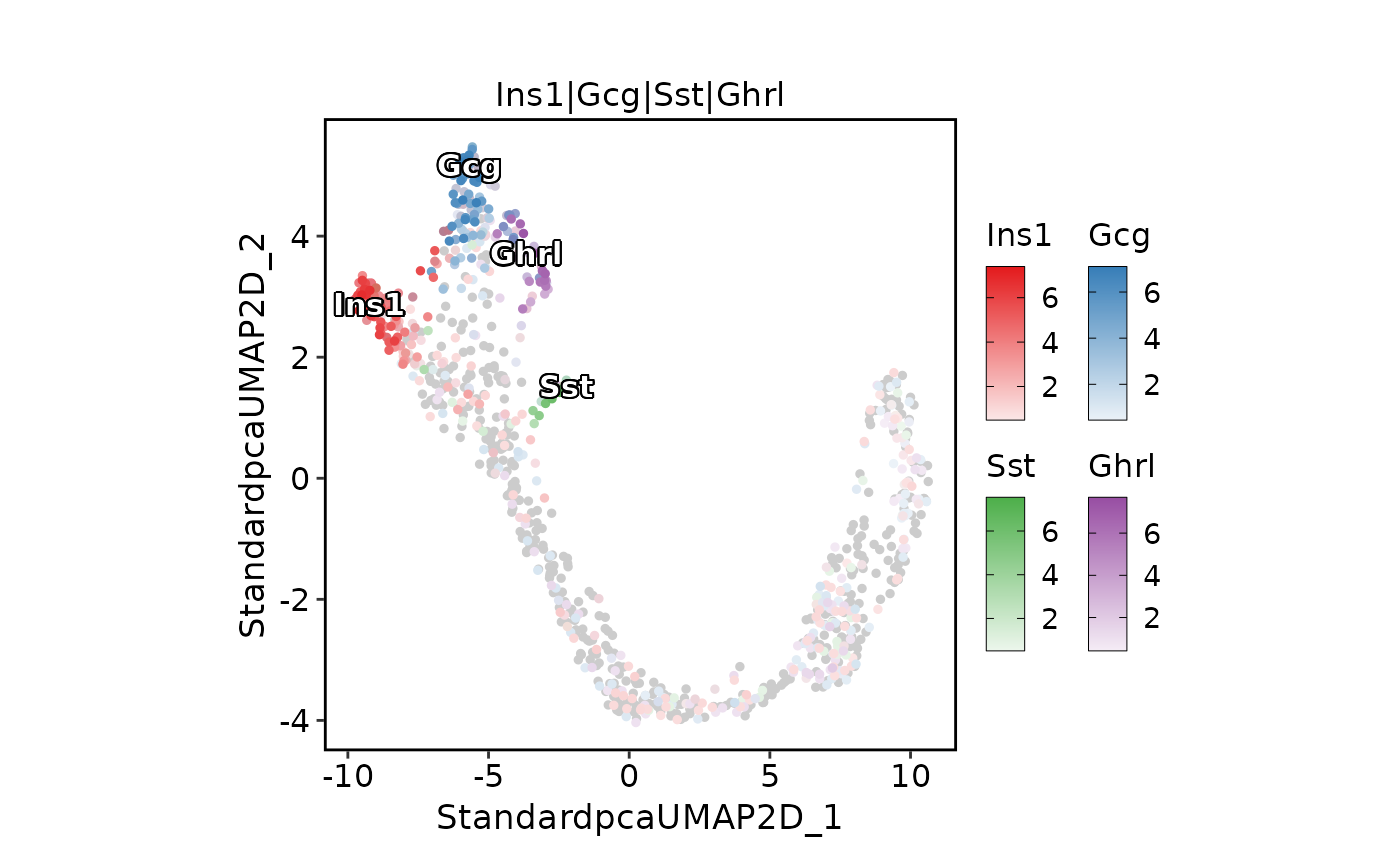 Ins1|Gcg|Sst|Ghrl
StandardpcaUMAP2D_2
4
2
0
-2
-4
Gcg
Ghrl
Ins1
Sst
-10 -5 0 5 10
StandardpcaUMAP2D_1
Ins1 Gcg
6 6
4 4
2 2
Sst Ghrl
6 6
4 4
2 2